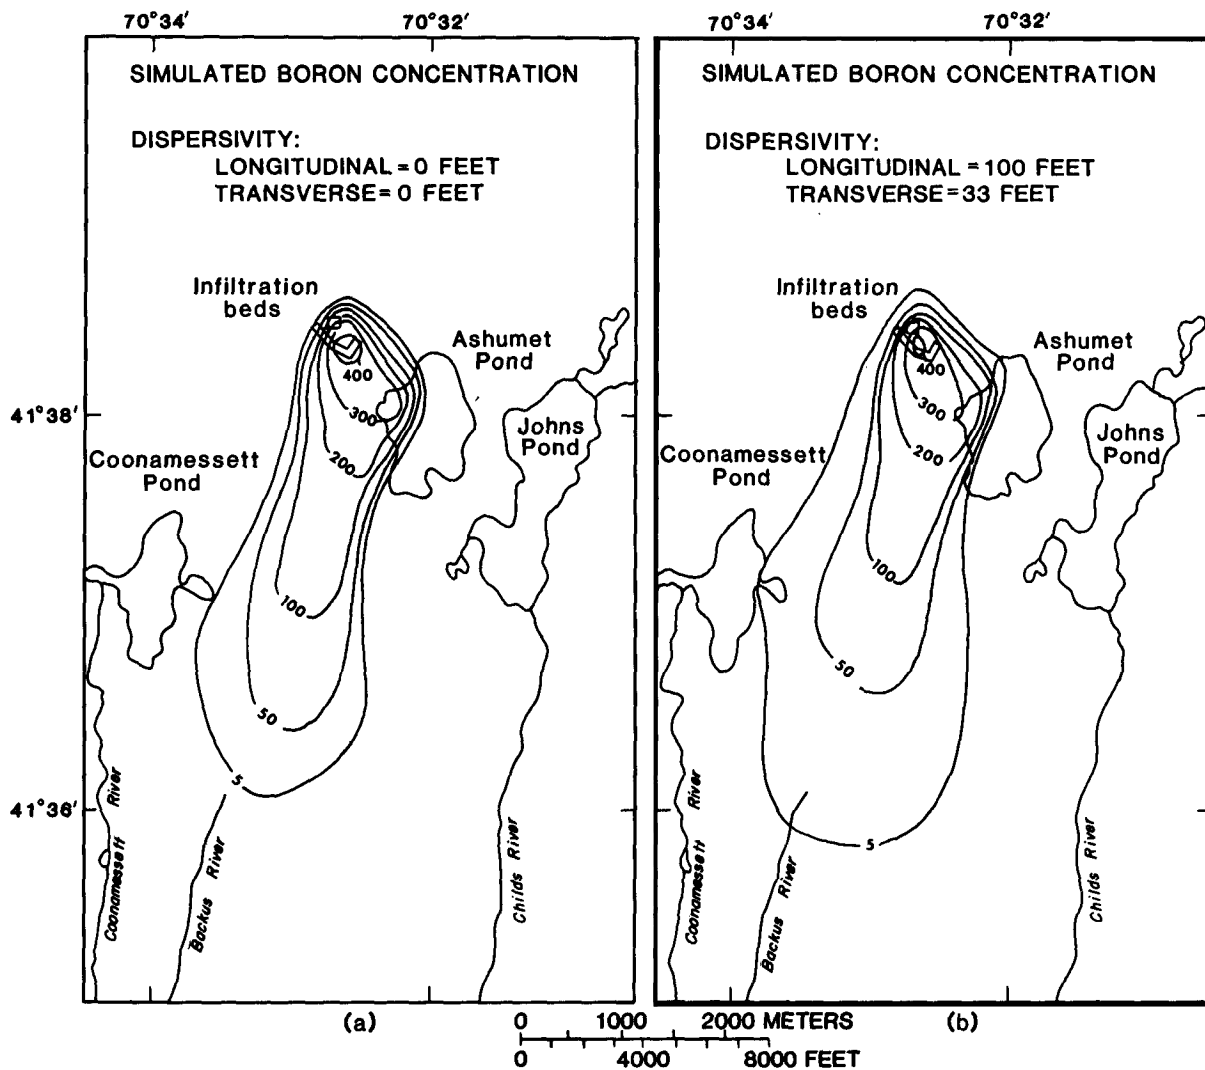 70°34′
70°32′
SIMULATED BORON CONCENTRATION
DISPERSIVITY:
LONGITUDINAL = 0 FEET
TRANSVERSE = 0 FEET
Infiltration
beds
Ashumet
Pond
400
300
200
41°38′
Johns
Pond
Coonamessett
Pond
100
50
5
41°36′
Coonamessett River
Backus River
Childs River
(a)
70°34′
70°32′
SIMULATED BORON CONCENTRATION
DISPERSIVITY:
LONGITUDINAL = 100 FEET
TRANSVERSE = 33 FEET
Infiltration
beds
Ashumet
Pond
400
300
200
Johns
Pond
Coonamessett
Pond
100
50
5
Coonamessett River
Backus River
Childs River
(b)
0 1000 2000 METERS
0 4000 8000 FEET